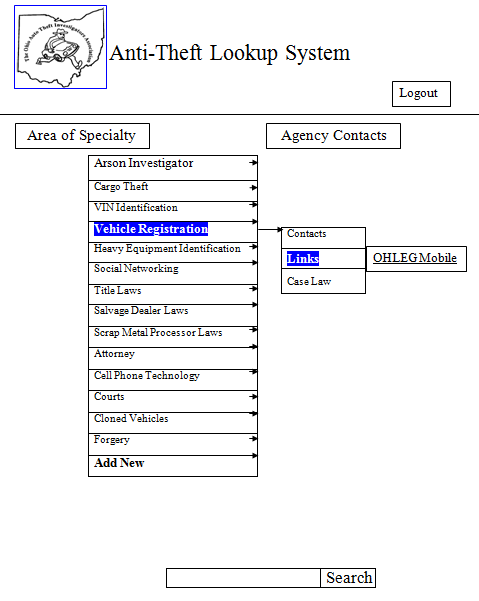 The Ohio Auto Theft Investigators Association
Anti-Theft Lookup System
Logout
Area of Specialty
Agency Contacts
Arson Investigator
Cargo Theft
VIN Identification
Vehicle Registration
Heavy Equipment Identification
Social Networking
Title Laws
Salvage Dealer Laws
Scrap Metal Processor Laws
Attorney
Cell Phone Technology
Courts
Cloned Vehicles
Forgery
Add New
Contacts
Links
Case Law
OHLEG Mobile
Search